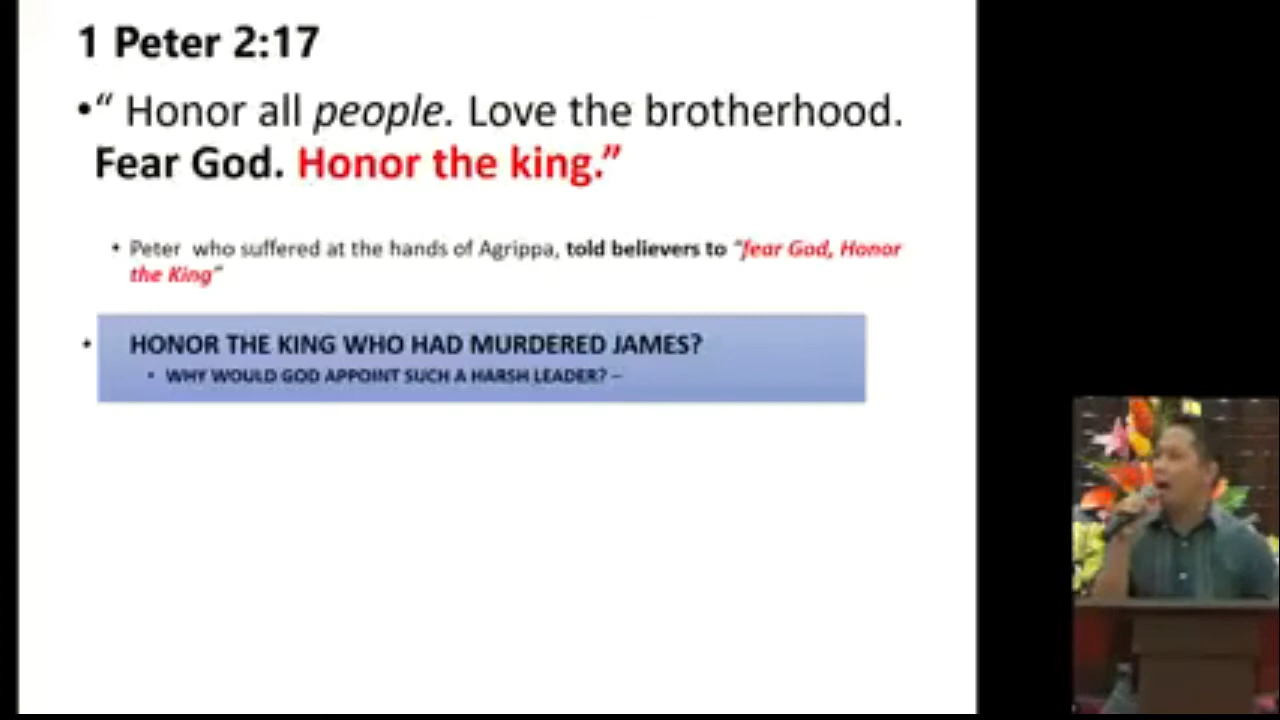 1 Peter 2:17
•“ Honor all people. Love the brotherhood.
Fear God. Honor the king.”
• Peter who suffered at the hands of Agrippa, told believers to “fear God, Honor
the King”
• HONOR THE KING WHO HAD MURDERED JAMES?
• WHY WOULD GOD APPOINT SUCH A HARSH LEADER? –